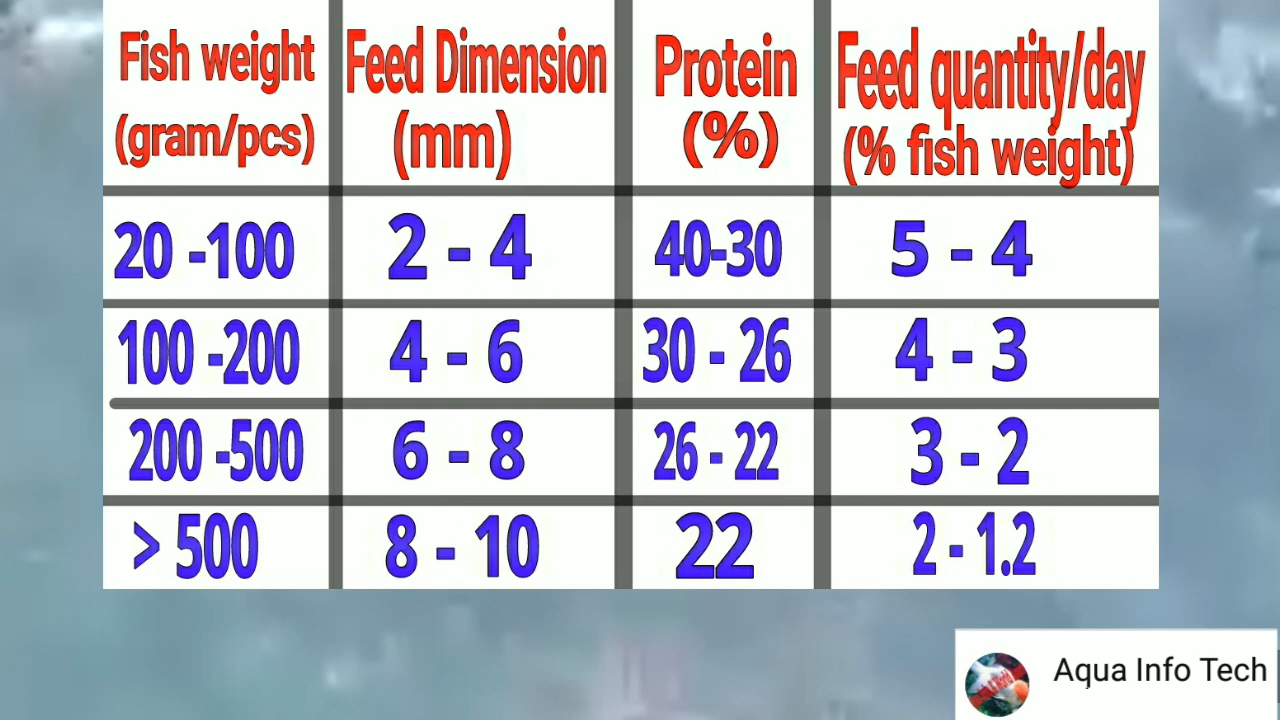 Fish weight (gram/pcs) Feed Dimension (mm) Protein (%) Feed quantity/day (% fish weight)
20 -100 2 - 4 40-30 5 - 4
100 -200 4 - 6 30 - 26 4 - 3
200 -500 6 - 8 26 - 22 3 - 2
> 500 8 - 10 22 2 - 1.2
Aqua Info Tech